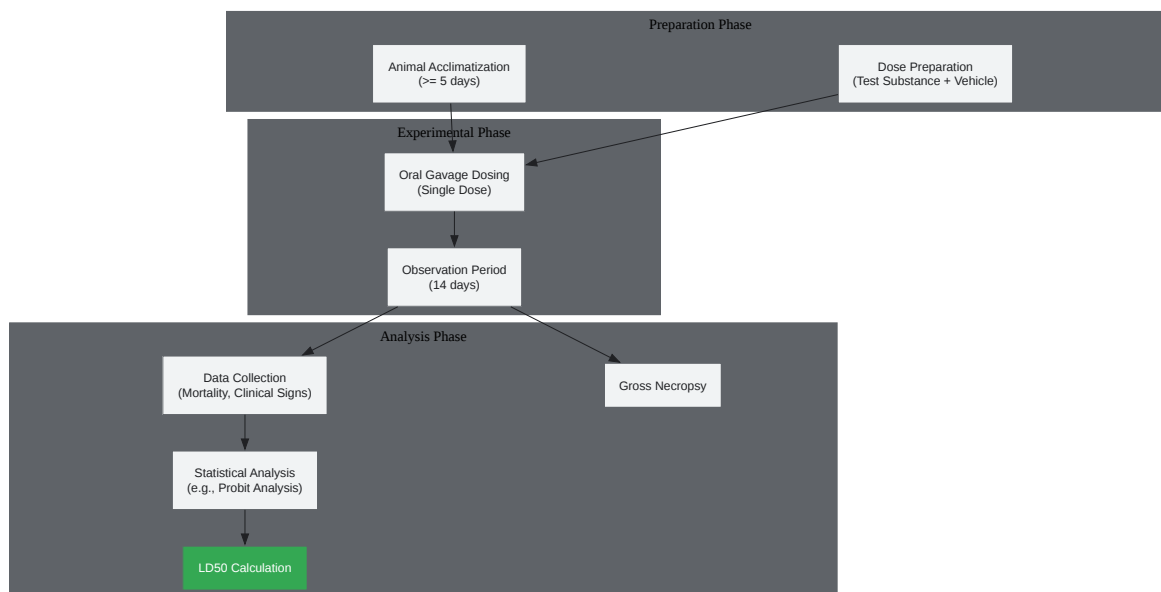 Preparation Phase
Animal Acclimatization
(>= 5 days)
Dose Preparation
(Test Substance + Vehicle)
Experimental Phase
Oral Gavage Dosing
(Single Dose)
Observation Period
(14 days)
Analysis Phase
Data Collection
(Mortality, Clinical Signs)
Gross Necropsy
Statistical Analysis
(e.g., Probit Analysis)
LD50 Calculation